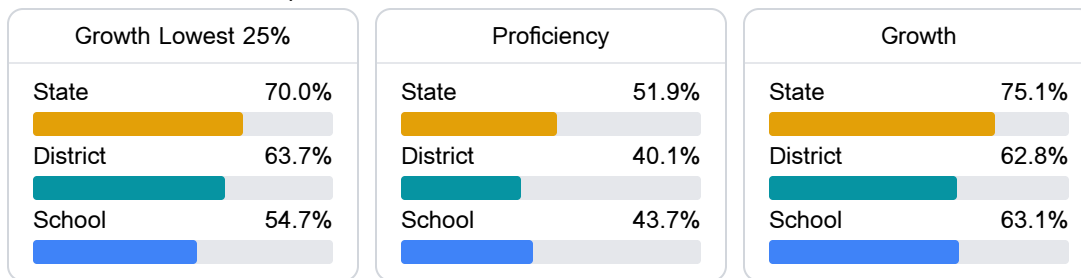 Growth Lowest 25%
State 70.0%
District 63.7%
School 54.7%
Proficiency
State 51.9%
District 40.1%
School 43.7%
Growth
State 75.1%
District 62.8%
School 63.1%